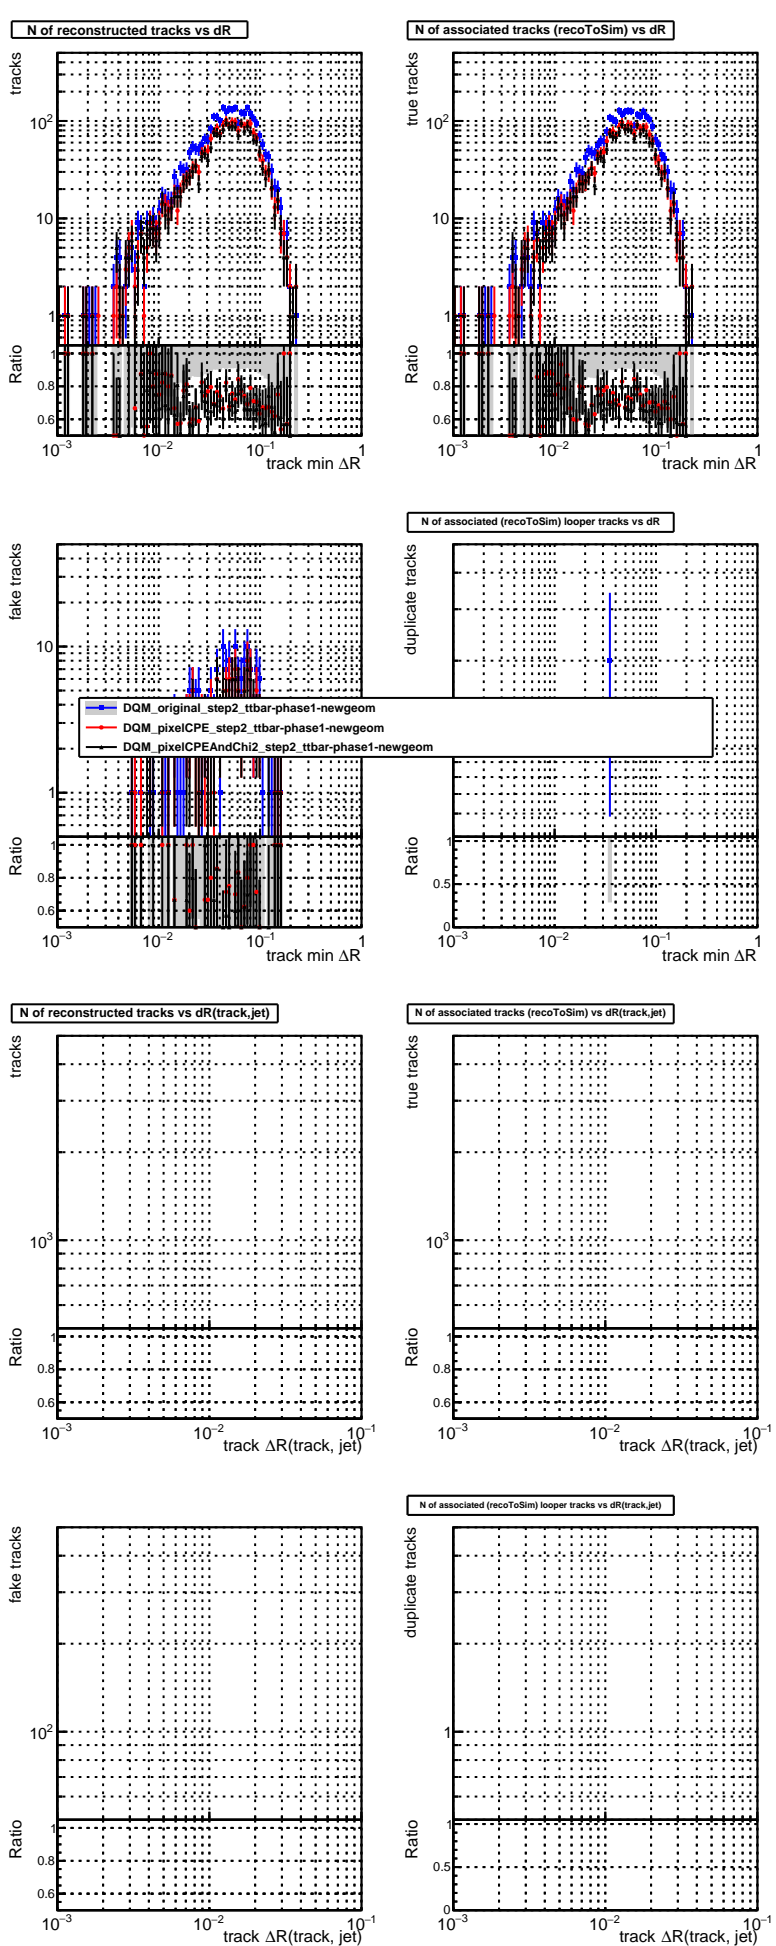 N of reconstructed tracks vs dR
N of associated tracks (recoToSim) vs dR
tracks
10²
10
1
Ratio
1
0.8
0.6
10⁻³
10⁻²
10⁻¹
1
track min ΔR
true tracks
10²
10
1
Ratio
1
0.8
0.6
10⁻³
10⁻²
10⁻¹
1
track min ΔR
N of associated (recoToSim) looper tracks vs dR
fake tracks
10
1
Ratio
1
0.8
0.6
10⁻³
10⁻²
10⁻¹
1
track min ΔR
duplicate tracks
Ratio
1
0.5
0
10⁻³
10⁻²
10⁻¹
1
track min ΔR
DQM_original_step2_ttbar-phase1-newgeom
DQM_pixelCPE_step2_ttbar-phase1-newgeom
DQM_pixelCPEAndChi2_step2_ttbar-phase1-newgeom
N of reconstructed tracks vs dR(track,jet)
N of associated tracks (recoToSim) vs dR(track,jet)
tracks
10³
Ratio
1
0.8
0.6
10⁻³
10⁻²
10⁻¹
track ΔR(track, jet)
true tracks
10³
Ratio
1
0.8
0.6
10⁻³
10⁻²
10⁻¹
track ΔR(track, jet)
N of associated (recoToSim) looper tracks vs dR(track,jet)
fake tracks
10²
Ratio
1
0.8
0.6
10⁻³
10⁻²
10⁻¹
track ΔR(track, jet)
duplicate tracks
1
Ratio
1
0.5
0
10⁻³
10⁻²
10⁻¹
track ΔR(track, jet)